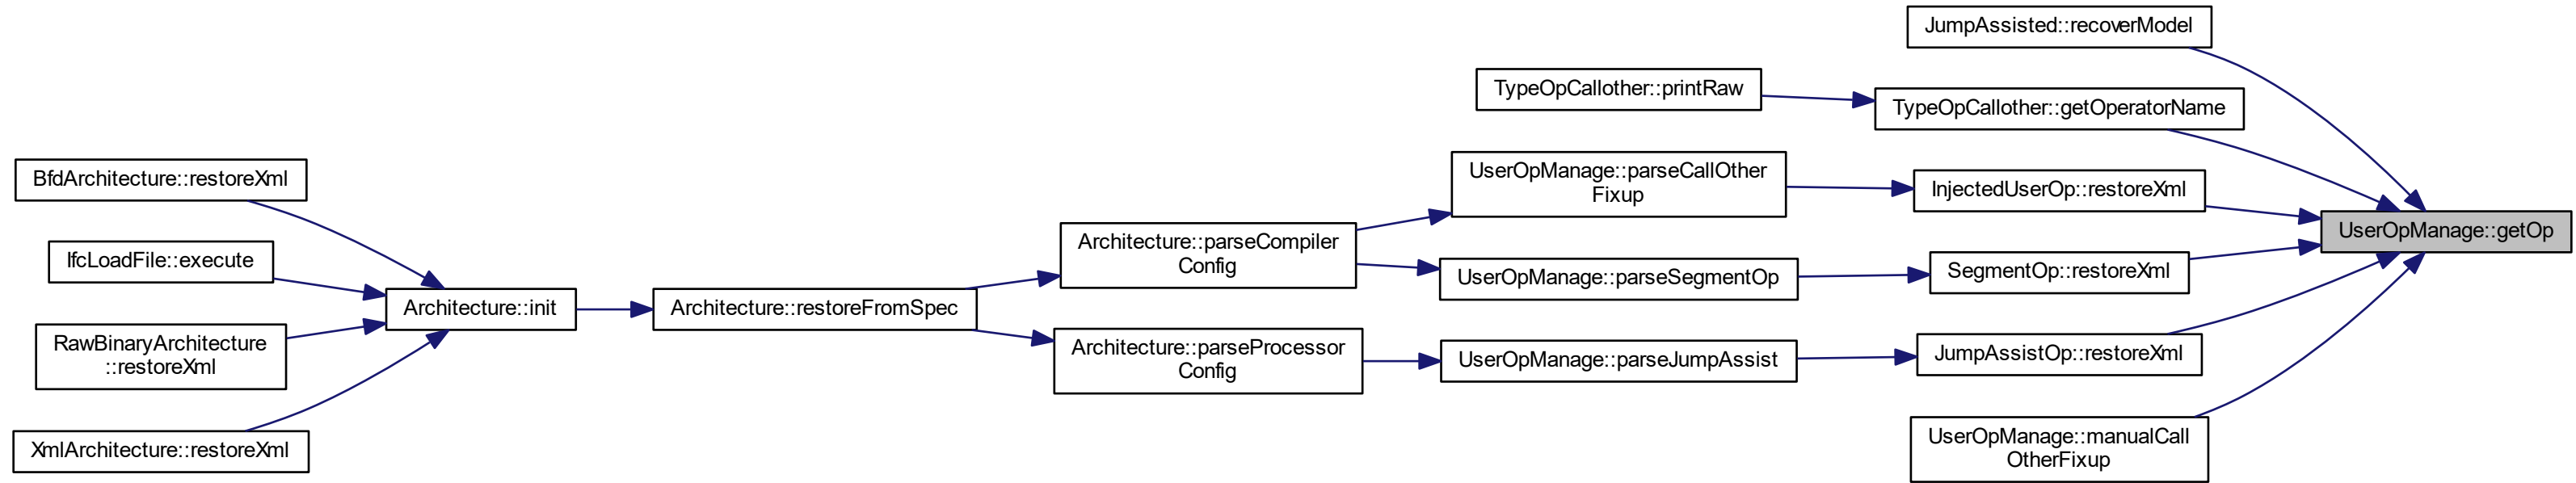 JumpAssisted::recoverModel
TypeOpCallother::printRaw
TypeOpCallother::getOperatorName
BfdArchitecture::restoreXml
UserOpManage::parseCallOther
Fixup
InjectedUserOp::restoreXml
UserOpManage::getOp
IfcLoadFile::execute
Architecture::parseCompiler
Config
UserOpManage::parseSegmentOp
SegmentOp::restoreXml
Architecture::init
Architecture::restoreFromSpec
RawBinaryArchitecture
::restoreXml
Architecture::parseProcessor
Config
UserOpManage::parseJumpAssist
JumpAssistOp::restoreXml
XmlArchitecture::restoreXml
UserOpManage::manualCall
OtherFixup